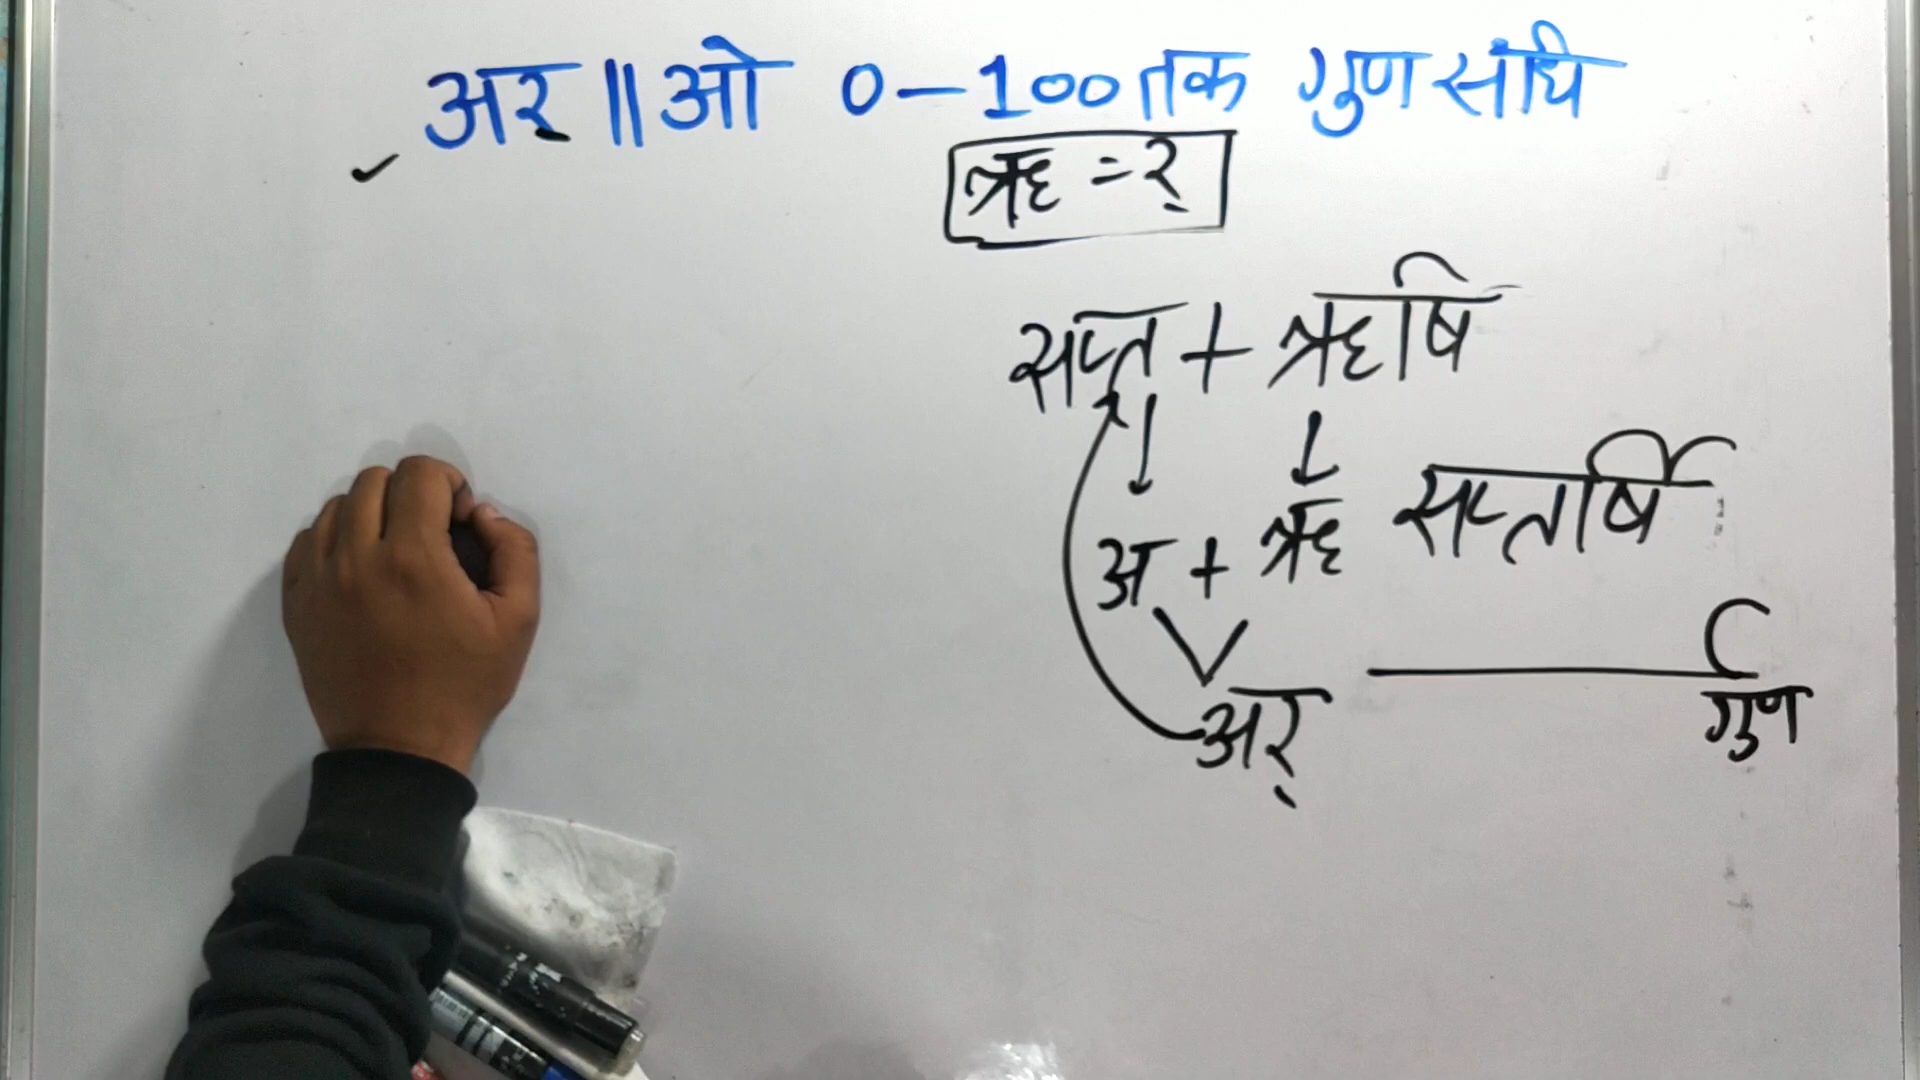 अर् || ओ 0-100 तक गुण संधि
ऋ = र्
सप्त + ऋषि
सप्तर्षि
अ + ऋ
अर्
गुण